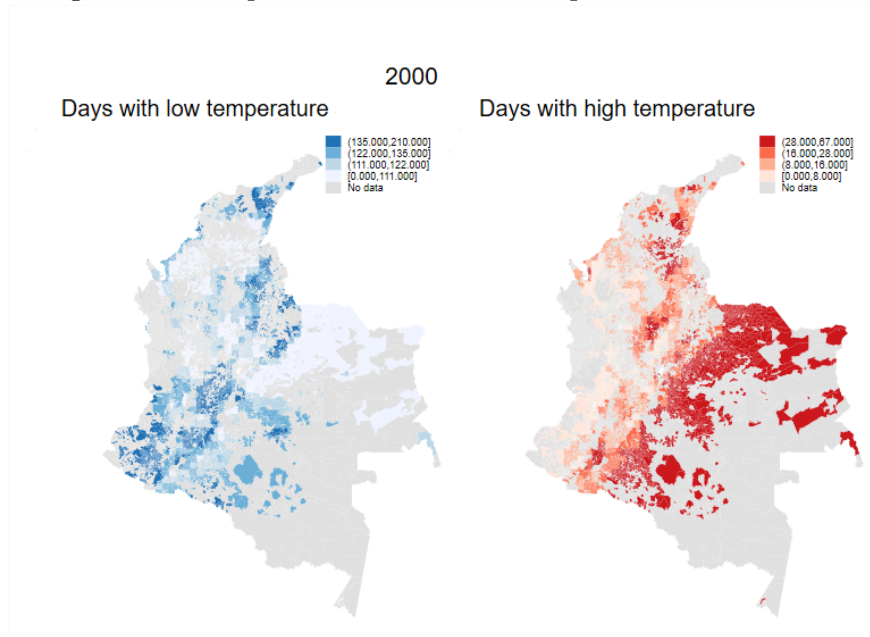 2000
Days with low temperature
(135.000,210.000]
(122.000,135.000]
(111.000,122.000]
[0.000,111.000]
No data
Days with high temperature
(28.000,67.000]
(16.000,28.000]
(8.000,16.000]
[0.000,8.000]
No data